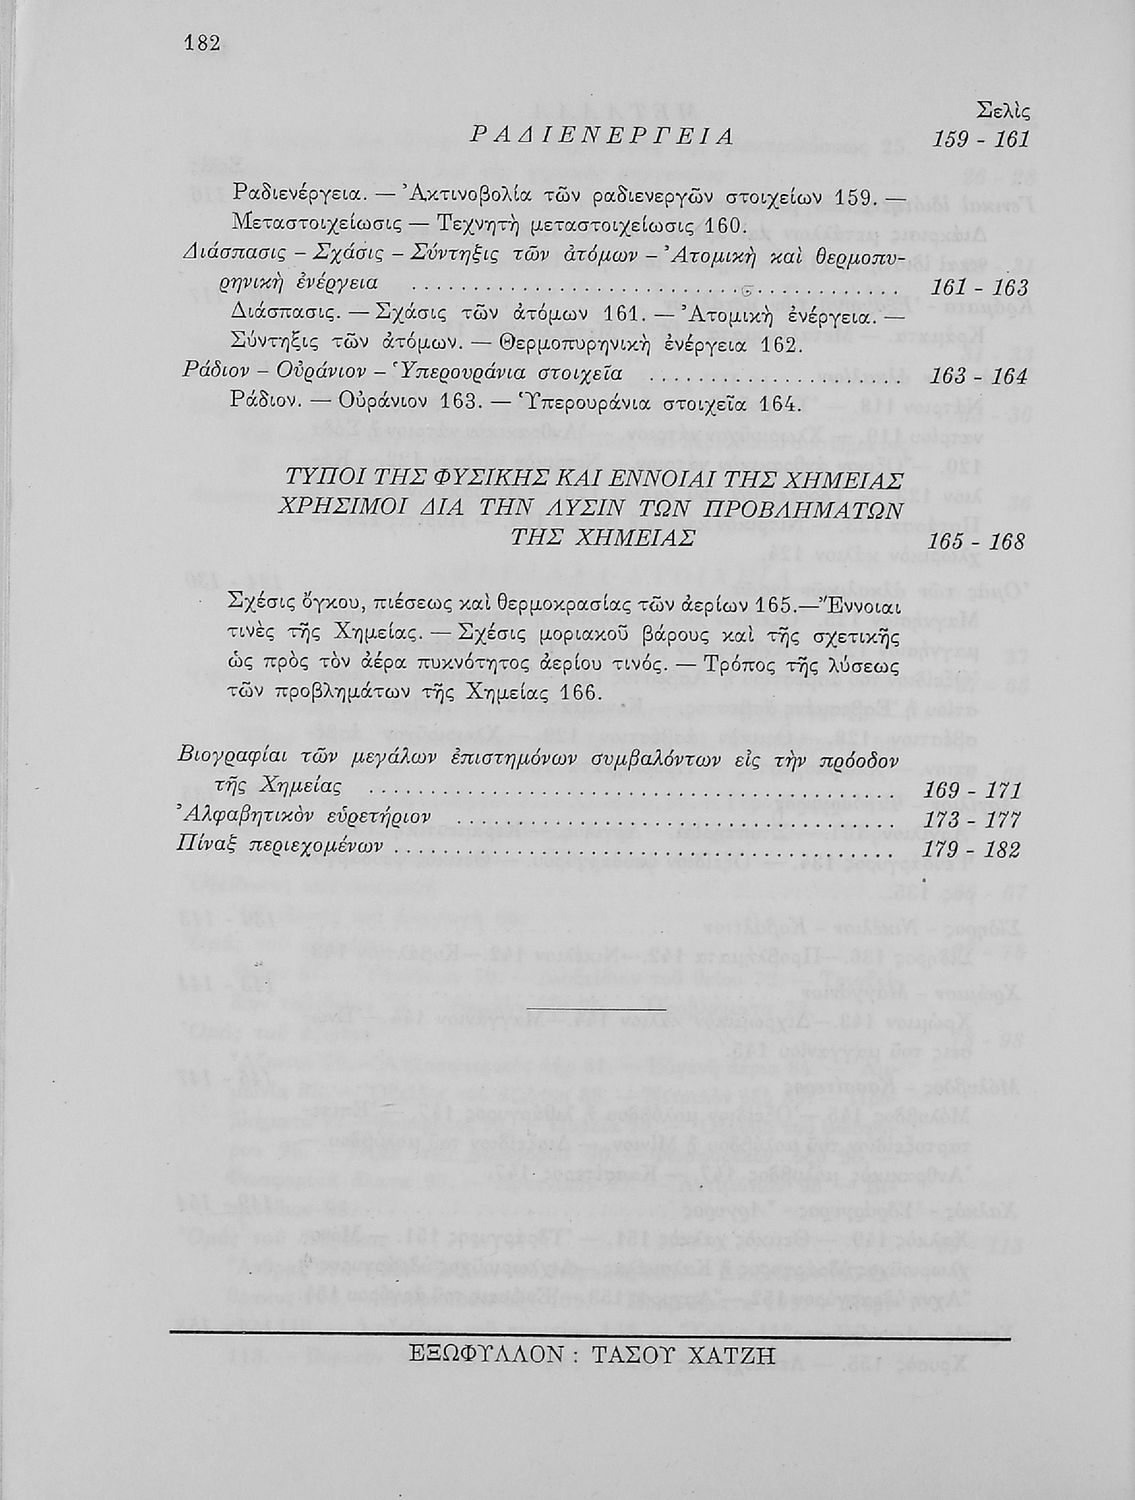 182
Σελὶς
ΡΑΔΙΕΝΕΡΓΕΙΑ 159 - 161
Ραδιενέργεια. — Ἀκτινοβολία τῶν ραδιενεργῶν στοιχείων 159. —
Μεταστοιχείωσις — Τεχνητὴ μεταστοιχείωσις 160.
Διάσπασις – Σχάσις – Σύντηξις τῶν ἀτόμων – Ἀτομικὴ καὶ θερμοπυ-
ρηνικὴ ἐνέργεια .......... 161 - 163
Διάσπασις. — Σχάσις τῶν ἀτόμων 161. — Ἀτομικὴ ἐνέργεια. —
Σύντηξις τῶν ἀτόμων. — Θερμοπυρηνικὴ ἐνέργεια 162.
Ράδιον – Οὐράνιον – Ὑπερουράνια στοιχεῖα .......... 163 - 164
Ράδιον. — Οὐράνιον 163. — Ὑπερουράνια στοιχεῖα 164.
ΤΥΠΟΙ ΤΗΣ ΦΥΣΙΚΗΣ ΚΑΙ ΕΝΝΟΙΑΙ ΤΗΣ ΧΗΜΕΙΑΣ
ΧΡΗΣΙΜΟΙ ΔΙΑ ΤΗΝ ΛΥΣΙΝ ΤΩΝ ΠΡΟΒΛΗΜΑΤΩΝ
ΤΗΣ ΧΗΜΕΙΑΣ 165 - 168
Σχέσις ὄγκου, πιέσεως καὶ θερμοκρασίας τῶν ἀερίων 165.—Ἔννοιαι
τινὲς τῆς Χημείας. — Σχέσις μοριακοῦ βάρους καὶ τῆς σχετικῆς
ὡς πρὸς τὸν ἀέρα πυκνότητος ἀερίου τινός. — Τρόπος τῆς λύσεως
τῶν προβλημάτων τῆς Χημείας 166.
Βιογραφίαι τῶν μεγάλων ἐπιστημόνων συμβαλόντων εἰς τὴν πρόοδον
τῆς Χημείας .......... 169 - 171
Ἀλφαβητικὸν εὑρετήριον .......... 173 - 177
Πίναξ περιεχομένων .......... 179 - 182
ΕΞΩΦΥΛΛΟΝ : ΤΑΣΟΥ ΧΑΤΖΗ